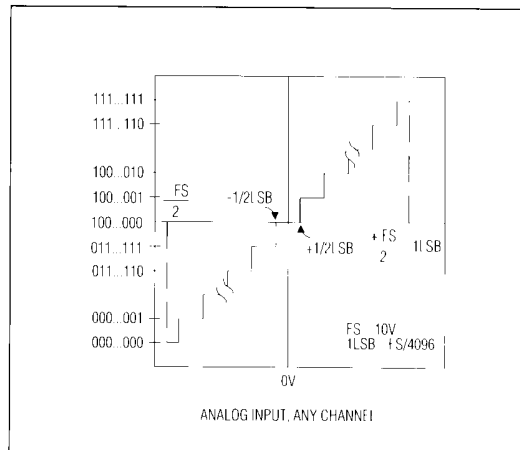 111...111
111...110
100...010
100...001
FS
2
-1/2LSB
100...000
011...111
+1/2LSB
+ FS
2
1LSB
011...110
000...001
000...000
FS 10V
1LSB FS/4096
0V
ANALOG INPUT, ANY CHANNEL